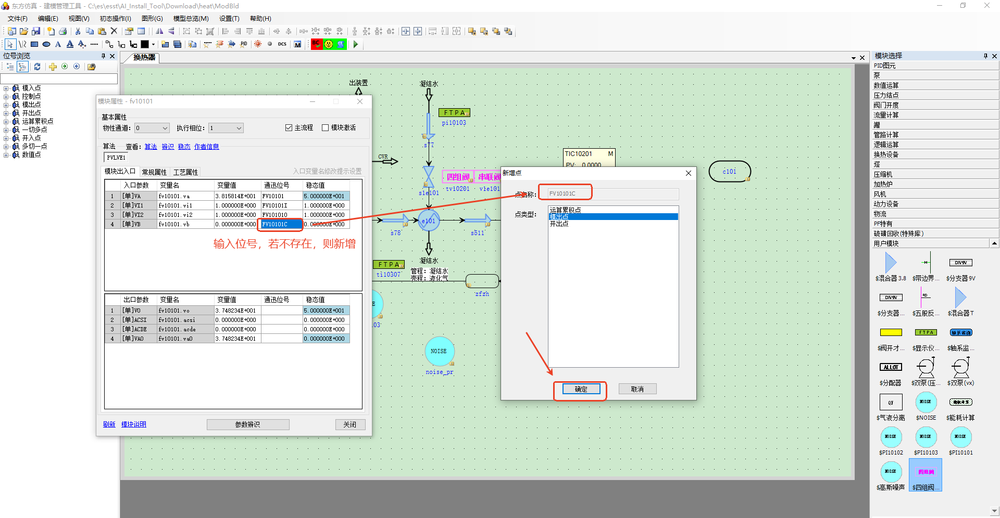 东方仿真 - 建模管理工具 - C:\es\esst\AI_Install_Tool\Download\heat\ModBld
文件(F) 编辑(E) 视图(V) 初态操作(I) 图形(G) 模型总览(M) 设置(T) 帮助(H)
PID
DCS
M
BC
位号浏览
模入点
控制点
模出点
开出点
运算累积点
一切多点
开入点
多切一点
数值点
换热器
模块属性 - fv10101
基本属性
物性通道: 0 执行相位: 1 主流程 模块激活
算法 查看: 算法 辨识 稳态 作者信息
PVLVE1
模块出入口 常规属性 工艺属性 入口变量名修改提示设置
入口参数 变量名 变量值 通迅位号 稳态值
1 [单]VA fv10101.va 3.815814E+001 FV10101 5.000000E+001
2 [单]VI1 fv10101.vi1 1.000000E+000 FV10101I 1.000000E+000
3 [单]VI2 fv10101.vi2 1.000000E+000 FV10101O 1.000000E+000
4 [单]VB fv10101.vb 0.000000E+000 FV10101C 0.000000E+000
输入位号，若不存在，则新增
出口参数 变量名 变量值 通迅位号 稳态值
1 [单]VO fv10101.vo 3.748234E+001 5.000000E+001
2 [单]ACSI fv10101.acsi 0.000000E+000 0.000000E+000
3 [单]ACDE fv10101.acde 0.000000E+000 0.000000E+000
4 [单]VAO fv10101.vaO 3.748234E+001 0.000000E+000
刷新 模块说明 参数辨识 关闭
出装置
凝结水
FTPA
pi10103
s77
CWR
四组阀 串联阀
tv10201 vle101
sle101
TIC10201 M
PV: 0.0000
c101
s78
e101
s511
凝结水
FTPA
ti10307
管程: 凝结水
壳程: 液化气
zfzh
E
03
NOISE
noise_pr
新增点
点名称: FV10101C
点类型:
运算累积点
模出点
开出点
确定 取消
模块选择
PID图元
泵
数值运算
压力结点
阀门开度
流量计算
罐
管路计算
逻辑运算
换热设备
塔
压缩机
加热炉
风机
动力设备
物流
PF特有
硫磺回收(特殊库)
用户模块
DIV9V
$混合器3.8 $带边界... $分支器9V
DIV9V RD
$分支器... $五股反... $混合器T
FTPA 轴系监测
$阀开才... $显示仪... $轴系监...
ALLOT
$分配器 $双泵(压... $双泵(vx)
QF NOISE 能耗计算
$气液分离 $NOISE $能耗计算
NOISE NOISE NOISE
$PI10102 $PI10103 $PI10101
NOISE 四组阀
$高斯噪声 $四组阀...